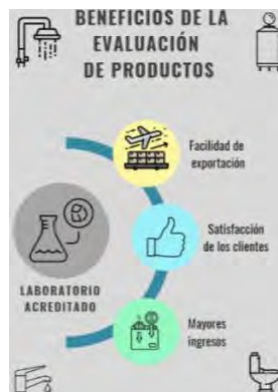 BENEFICIOS DE LA
EVALUACIÓN
DE PRODUCTOS
Facilidad de
exportación
Satisfacción
de los clientes
LABORATORIO
ACREDITADO
Mayores
ingresos